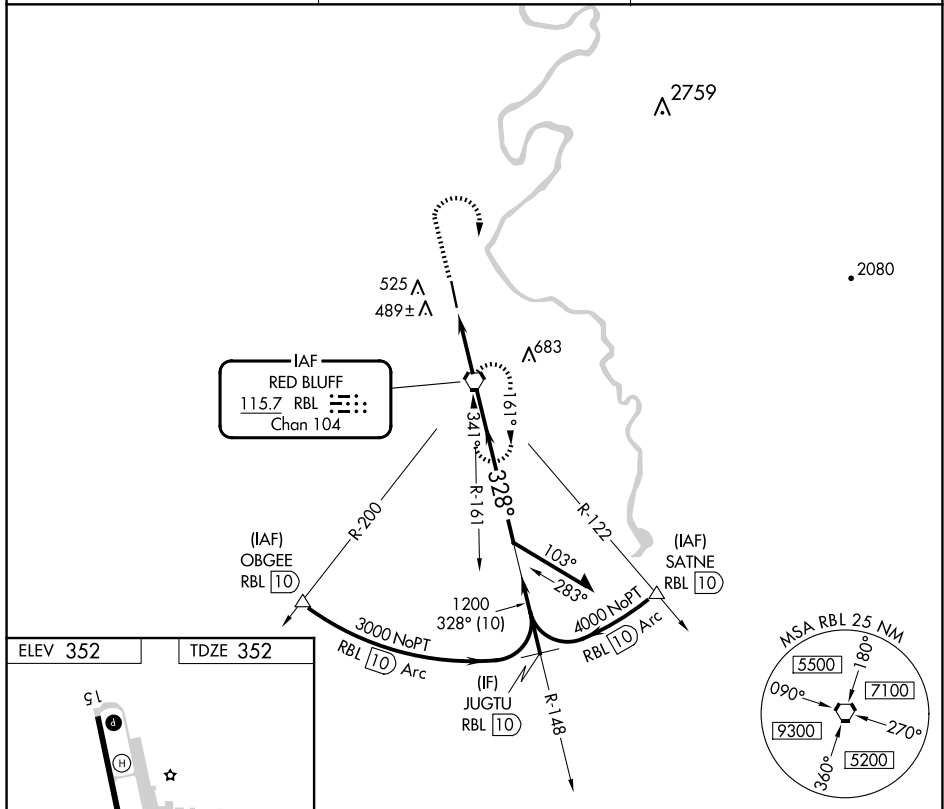 2759
2080
525
489±
683
IAF
RED BLUFF
115.7 RBL
Chan 104
161°
341°
R-161
328°
R-200
R-122
(IAF)
OBGEE
RBL 10
(IAF)
SATNE
RBL 10
103°
283°
1200
328° (10)
3000 NoPT
RBL 10 Arc
4000 NoPT
RBL 10 Arc
(IF)
JUGTU
RBL 10
R-148
MSA RBL 25 NM
5500
180°
090°
7100
9300
270°
5200
360°
ELEV 352
TDZE 352
15
P
H